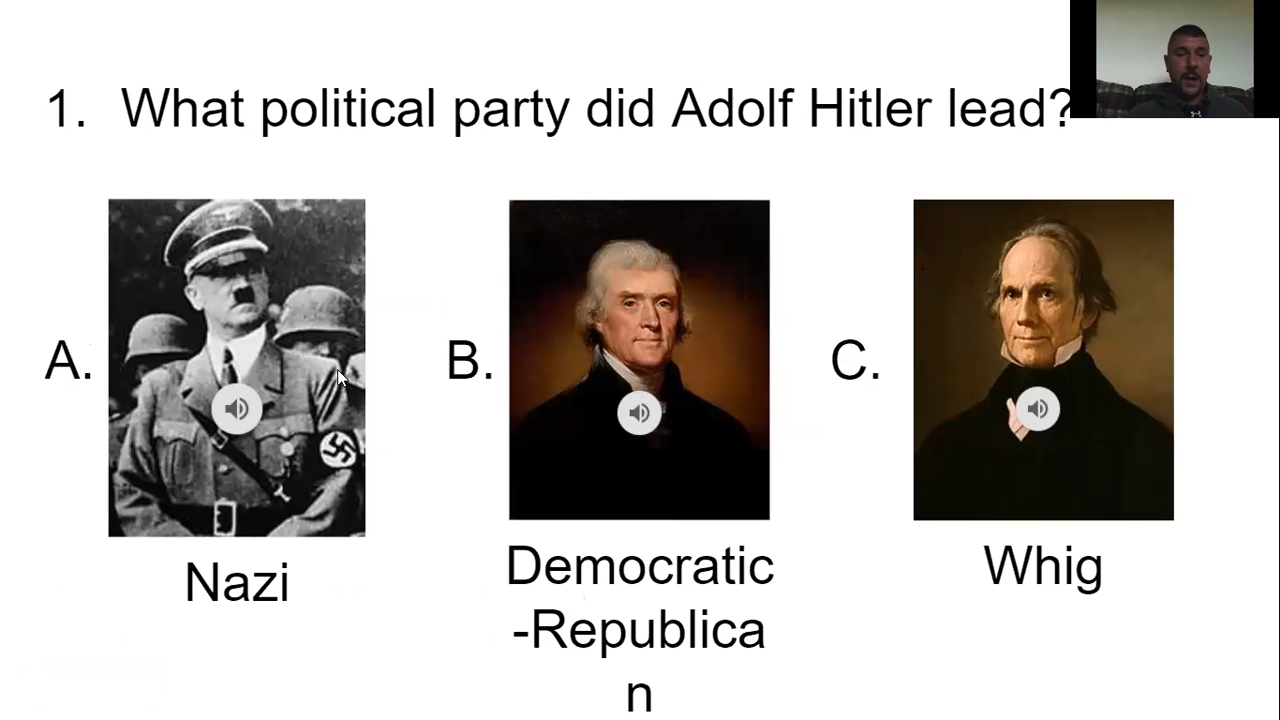 1. What political party did Adolf Hitler lead?
A.
B.
C.
Nazi
Democratic
-Republica
n
Whig